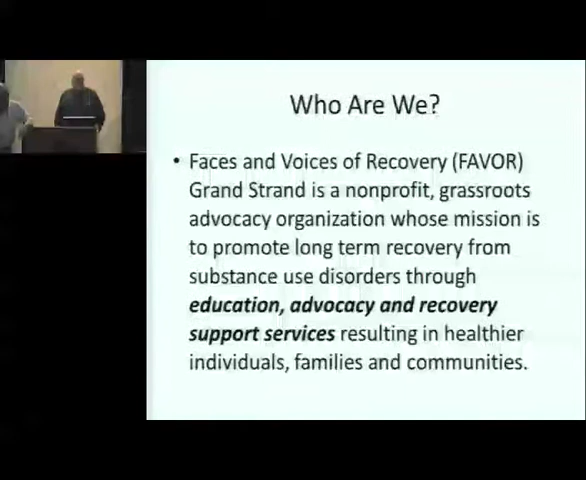 Who Are We?
• Faces and Voices of Recovery (FAVOR)
Grand Strand is a nonprofit, grassroots
advocacy organization whose mission is
to promote long term recovery from
substance use disorders through
education, advocacy and recovery
support services resulting in healthier
individuals, families and communities.